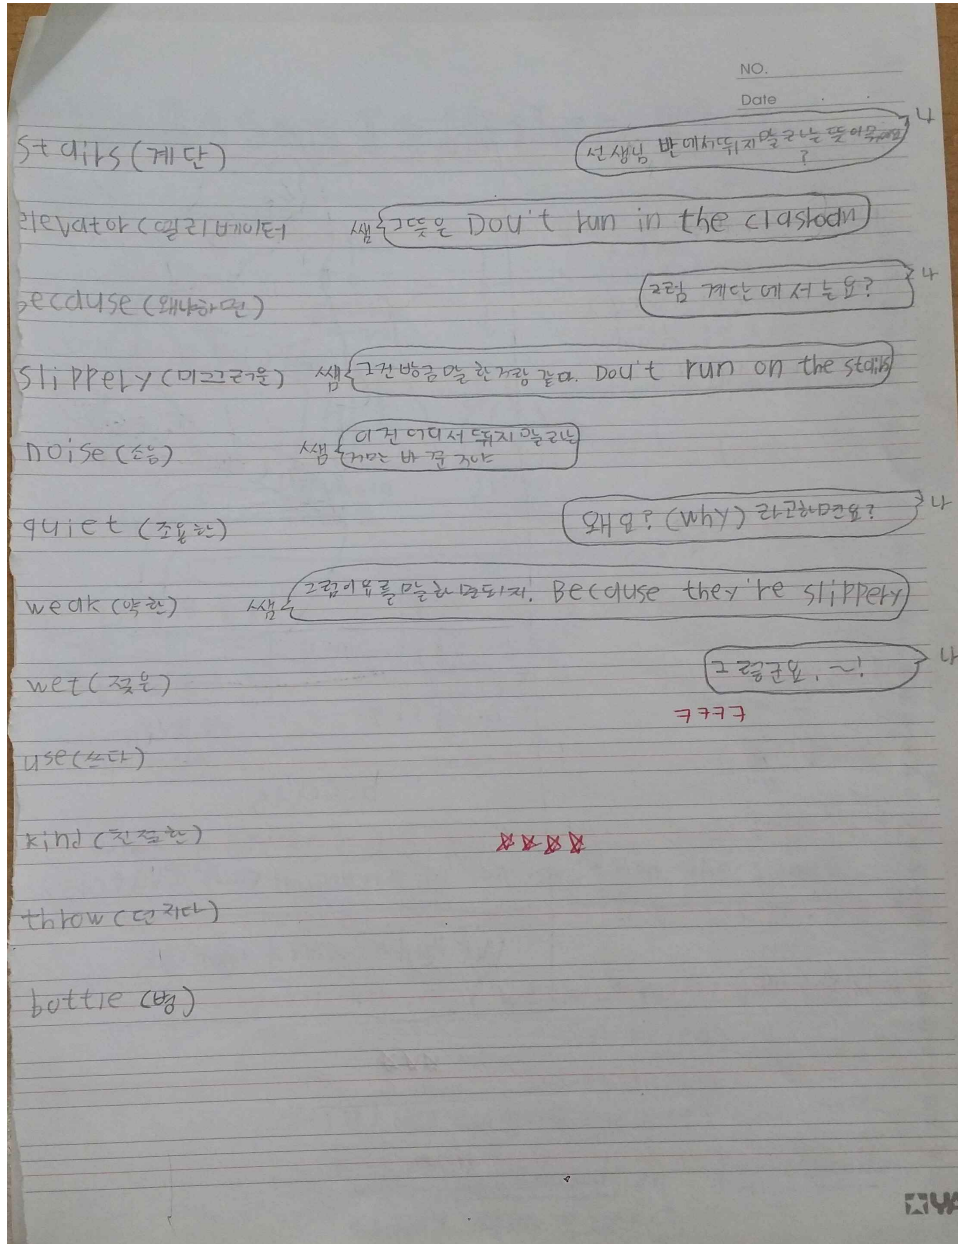 NO.
Date
stairs (계단)
선생님 반에서 뛰지 말라는 뜻이 뭐예요
?
나
elevator (엘리베이터
쌤 그 뜻은 Don't run in the
나
because (왜냐하면)
그럼 계단에서는요?
slippery (미끄러운)
쌤 그건 방금 말한거랑 같다. Don't run on the stairs
noise (소음)
쌤 이건 어디서 뛰지 말라는
바꾼 거야
quiet (조용한)
왜요? (Why) 라고하면요?
나
weak (약한)
쌤 그럼 이유를 말하면되지. Because they're slippery
wet (젖은)
그렇군요. ~!
나
ㅋㅋㅋㅋ
use (쓰다)
kind (친절한)
throw (던지다)
bottle (병)